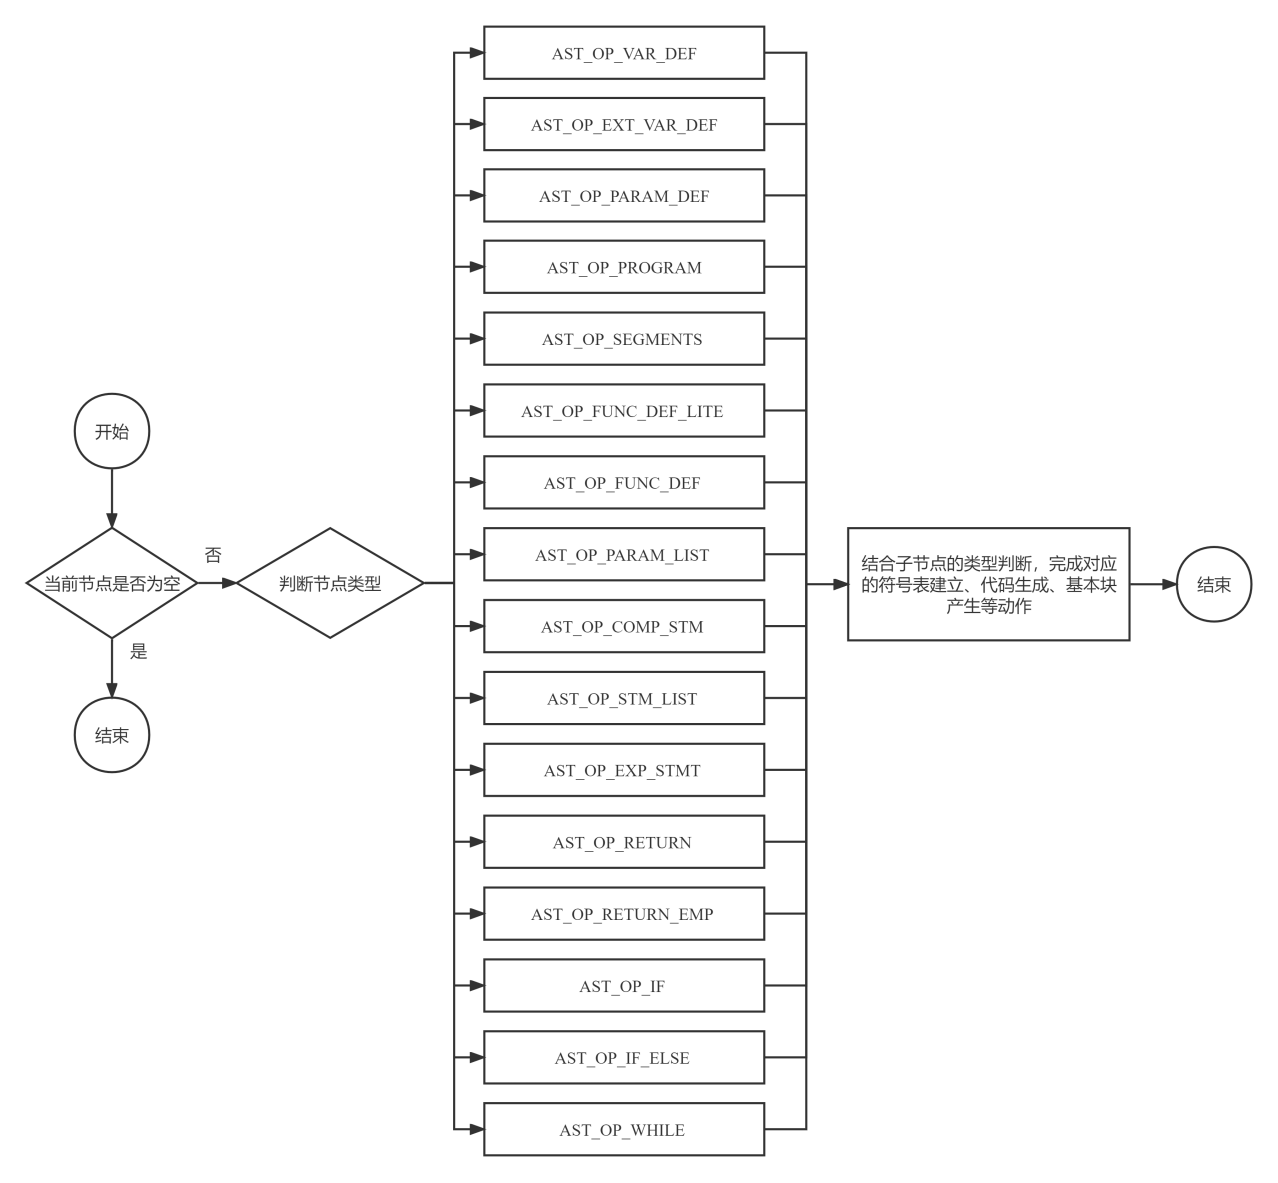 开始
当前节点是否为空
否
是
结束
判断节点类型
AST_OP_VAR_DEF
AST_OP_EXT_VAR_DEF
AST_OP_PARAM_DEF
AST_OP_PROGRAM
AST_OP_SEGMENTS
AST_OP_FUNC_DEF_LITE
AST_OP_FUNC_DEF
AST_OP_PARAM_LIST
AST_OP_COMP_STM
AST_OP_STM_LIST
AST_OP_EXP_STMT
AST_OP_RETURN
AST_OP_RETURN_EMP
AST_OP_IF
AST_OP_IF_ELSE
AST_OP_WHILE
结合子节点的类型判断，完成对应
的符号表建立、代码生成、基本块
产生等动作
结束